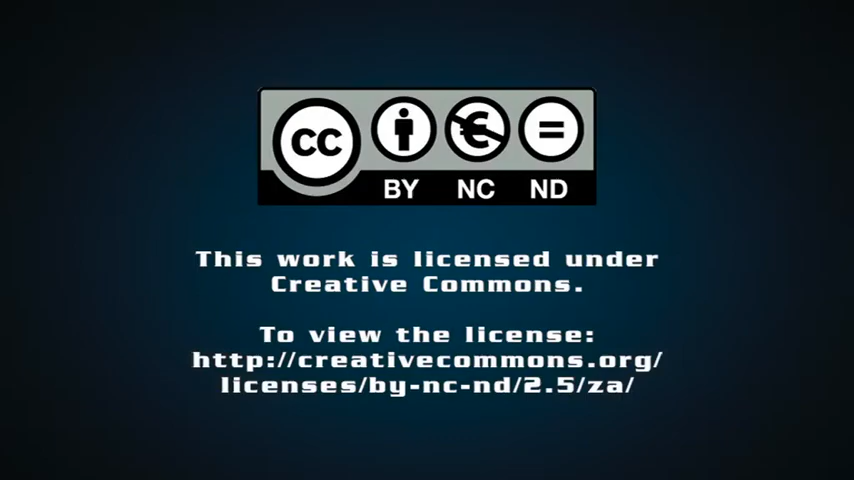 CC
BY NC ND
This work is licensed under
Creative Commons.
To view the license:
http://creativecommons.org/
licenses/by-nc-nd/2.5/za/